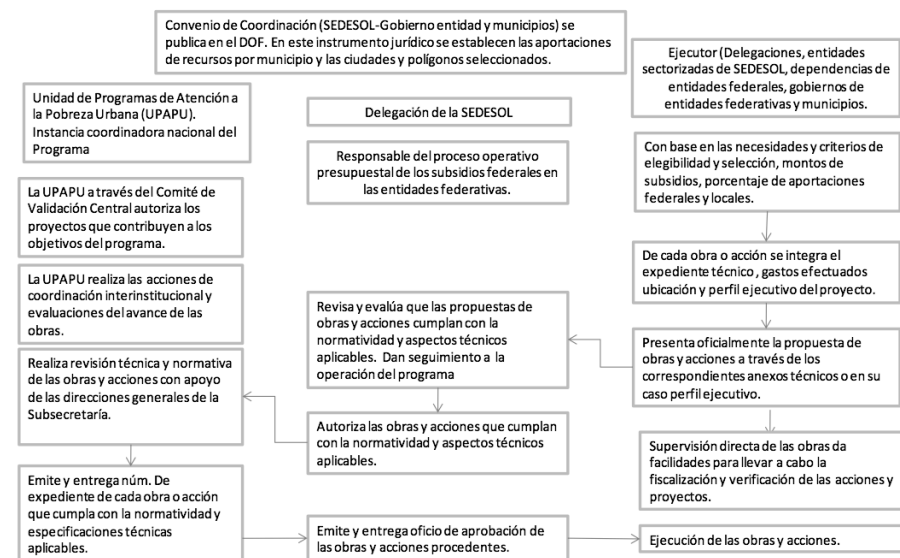 Convenio de Coordinación (SEDESOL-Gobierno entidad y municipios) se
publica en el DOF. En este instrumento jurídico se establecen las aportaciones
de recursos por municipio y las ciudades y polígonos seleccionados.
Unidad de Programas de Atención a
la Pobreza Urbana (UPAPU).
Instancia coordinadora nacional del
Programa
La UPAPU a través del Comité de
Validación Central autoriza los
proyectos que contribuyen a los
objetivos del programa.
La UPAPU realiza las acciones de
coordinación interinstitucional y
evaluaciones del avance de las
obras.
Realiza revisión técnica y normativa
de las obras y acciones con apoyo
de las direcciones generales de la
Subsecretaría.
Emite y entrega núm. De
expediente de cada obra o acción
que cumpla con la normatividad y
especificaciones técnicas
aplicables.
Delegación de la SEDESOL
Responsable del proceso operativo
presupuestal de los subsidios federales en
las entidades federativas.
Revisa y evalúa que las propuestas de
obras y acciones cumplan con la
normatividad y aspectos técnicos
aplicables. Dan seguimiento a la
operación del programa
Autoriza las obras y acciones que cumplan
con la normatividad y aspectos técnicos
aplicables.
Emite y entrega oficio de aprobación de
las obras y acciones procedentes.
Ejecutor (Delegaciones, entidades
sectorizadas de SEDESOL, dependencias de
entidades federales, gobiernos de
entidades federativas y municipios.
Con base en las necesidades y criterios de
elegibilidad y selección, montos de
subsidios, porcentaje de aportaciones
federales y locales.
De cada obra o acción se integra el
expediente técnico , gastos efectuados
ubicación y perfil ejecutivo del proyecto.
Presenta oficialmente la propuesta de
obras y acciones a través de los
correspondientes anexos técnicos o en su
caso perfil ejecutivo.
Supervisión directa de las obras da
facilidades para llevar a cabo la
fiscalización y verificación de las acciones y
proyectos.
Ejecución de las obras y acciones.